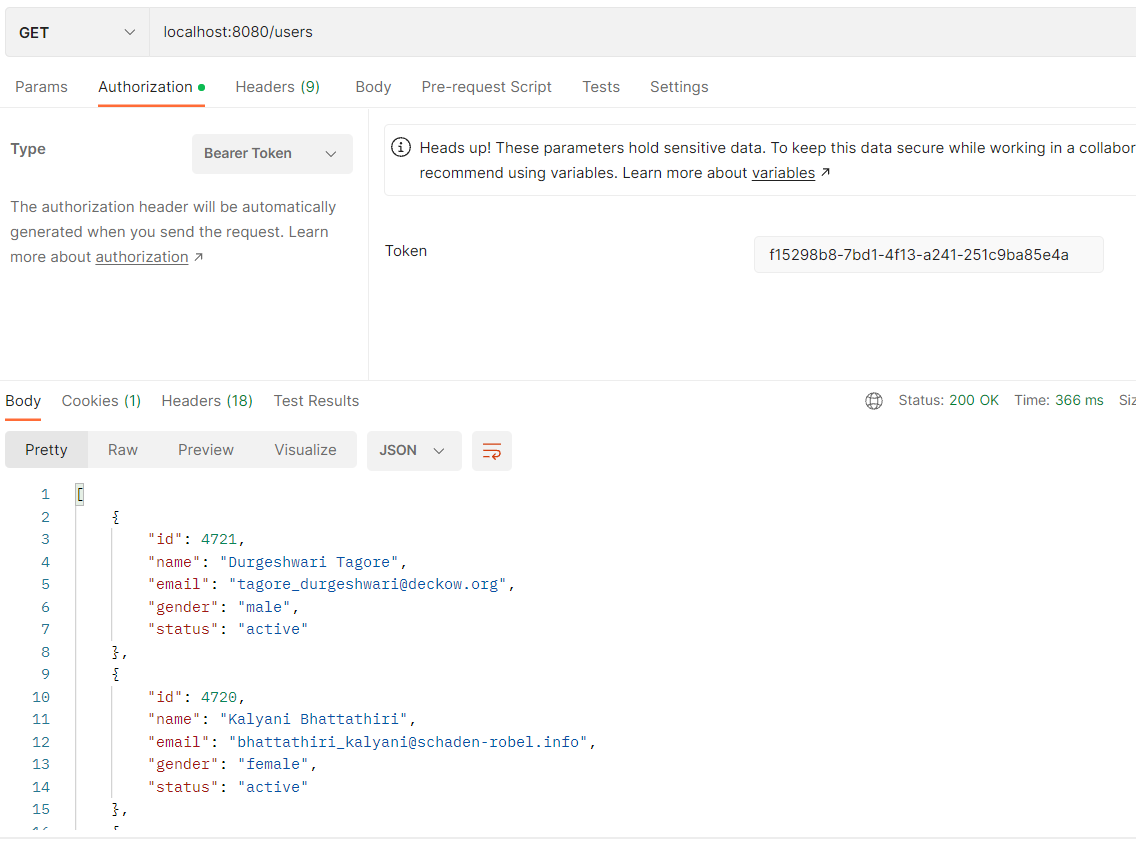 GET localhost:8080/users
Params Authorization Headers (9) Body Pre-request Script Tests Settings
Type Bearer Token
The authorization header will be automatically
generated when you send the request. Learn
more about authorization ↗
Heads up! These parameters hold sensitive data. To keep this data secure while working in a collabor
recommend using variables. Learn more about variables ↗
Token f15298b8-7bd1-4f13-a241-251c9ba85e4a
Body Cookies (1) Headers (18) Test Results Status: 200 OK Time: 366 ms Siz
Pretty Raw Preview Visualize JSON
1 [
2 {
3 "id": 4721,
4 "name": "Durgeshwari Tagore",
5 "email": "tagore_durgeshwari@deckow.org",
6 "gender": "male",
7 "status": "active"
8 },
9 {
10 "id": 4720,
11 "name": "Kalyani Bhattathiri",
12 "email": "bhattathiri_kalyani@schaden-robel.info",
13 "gender": "female",
14 "status": "active"
15 },